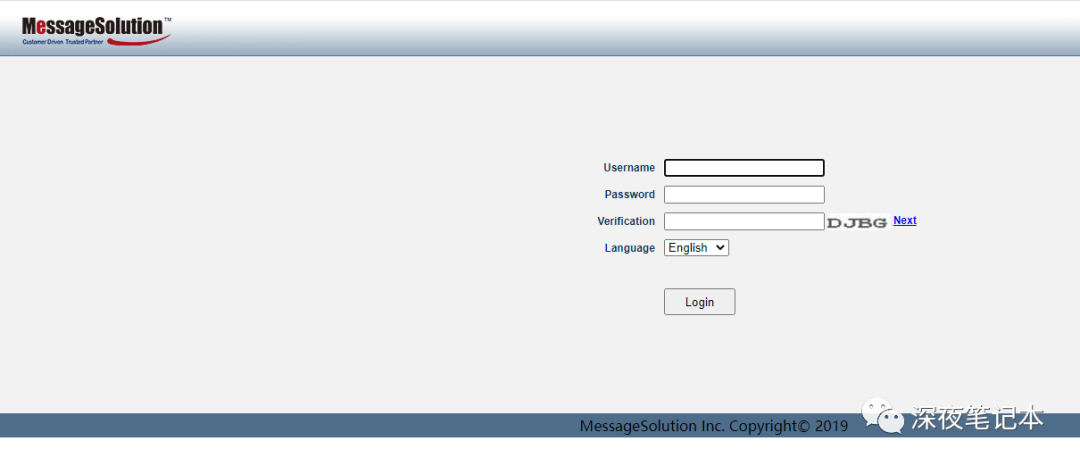 MessageSolution™
Customer Driven Trusted Partner
Username
Password
Verification DJBG Next
Language English
Login
MessageSolution Inc. Copyright© 2019
深夜笔记本